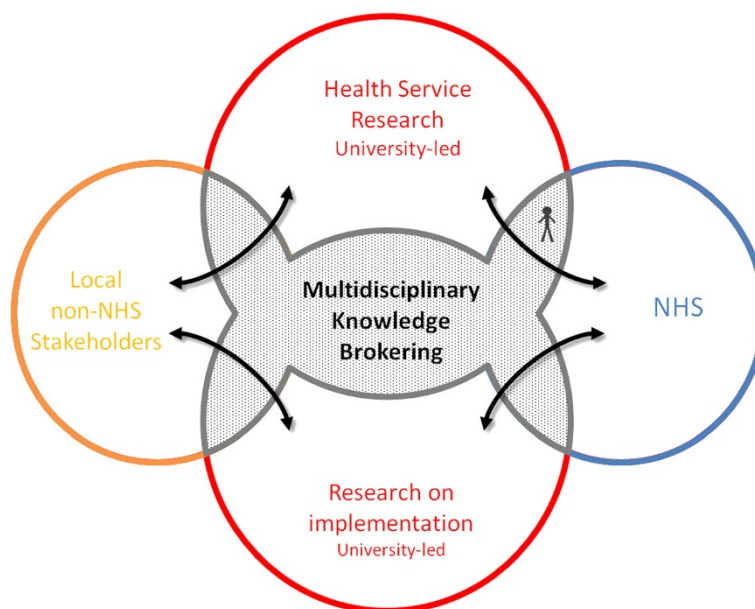 Health Service
Research
University-led
Local
non-NHS
Stakeholders
Multidisciplinary
Knowledge
Brokering
NHS
Research on
implementation
University-led